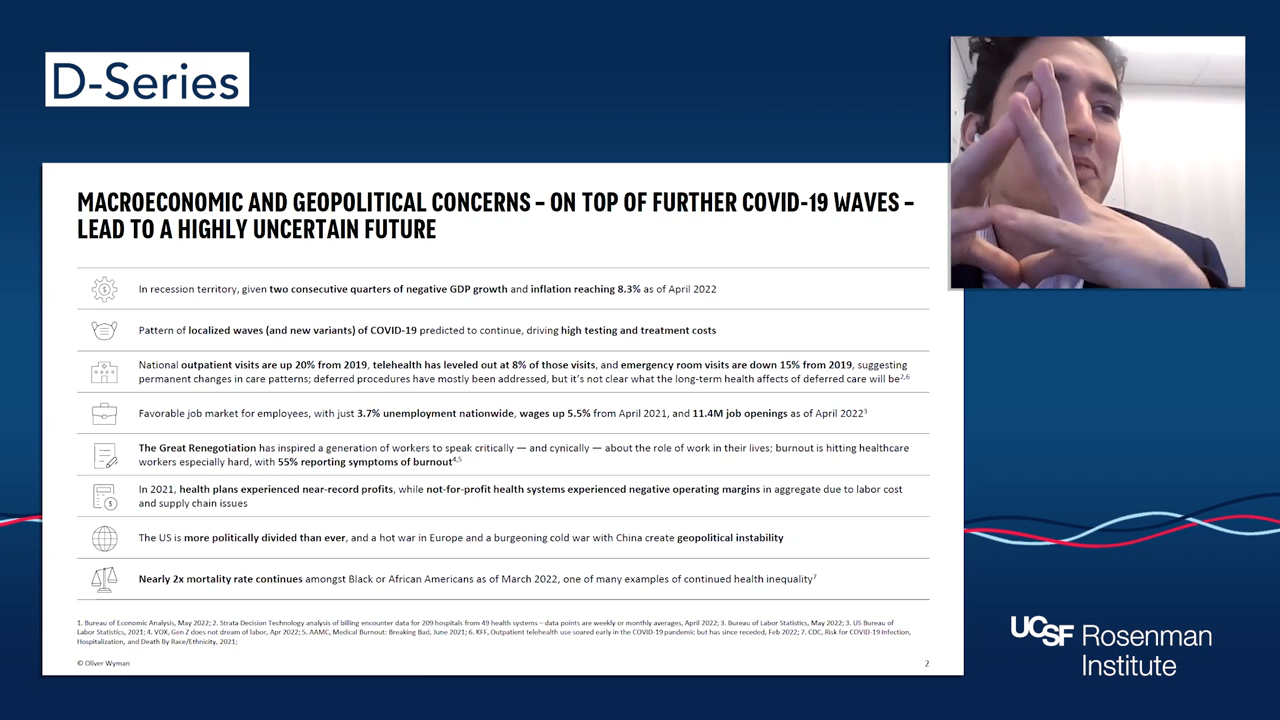 D-Series
MACROECONOMIC AND GEOPOLITICAL CONCERNS – ON TOP OF FURTHER COVID-19 WAVES –
LEAD TO A HIGHLY UNCERTAIN FUTURE
In recession territory, given two consecutive quarters of negative GDP growth and inflation reaching 8.3% as of April 2022
Pattern of localized waves (and new variants) of COVID-19 predicted to continue, driving high testing and treatment costs
National outpatient visits are up 20% from 2019, telehealth has leveled out at 8% of those visits, and emergency room visits are down 15% from 2019, suggesting
permanent changes in care patterns; deferred procedures have mostly been addressed, but it's not clear what the long-term health affects of deferred care will be2,6
Favorable job market for employees, with just 3.7% unemployment nationwide, wages up 5.5% from April 2021, and 11.4M job openings as of April 20223
The Great Renegotiation has inspired a generation of workers to speak critically — and cynically — about the role of work in their lives; burnout is hitting healthcare
workers especially hard, with 55% reporting symptoms of burnout4,5
In 2021, health plans experienced near-record profits, while not-for-profit health systems experienced negative operating margins in aggregate due to labor cost
and supply chain issues
The US is more politically divided than ever, and a hot war in Europe and a burgeoning cold war with China create geopolitical instability
Nearly 2x mortality rate continues amongst Black or African Americans as of March 2022, one of many examples of continued health inequality7
1. Bureau of Economic Analysis, May 2022; 2. Strata Decision Technology analysis of billing encounter data for 209 hospitals from 49 health systems – data points are weekly or monthly averages, April 2022; 3. Bureau of Labor Statistics, May 2022; 3. US Bureau of
Labor Statistics, 2021; 4. VOX, Gen Z does not dream of labor, Apr 2022; 5. AAMC, Medical Burnout: Breaking Bad, June 2021; 6. KFF, Outpatient telehealth use soared early in the COVID-19 pandemic but has since receded, Feb 2022; 7. CDC, Risk for COVID-19 Infection,
Hospitalization, and Death By Race/Ethnicity, 2021;
© Oliver Wyman
2
UCSF Rosenman
Institute